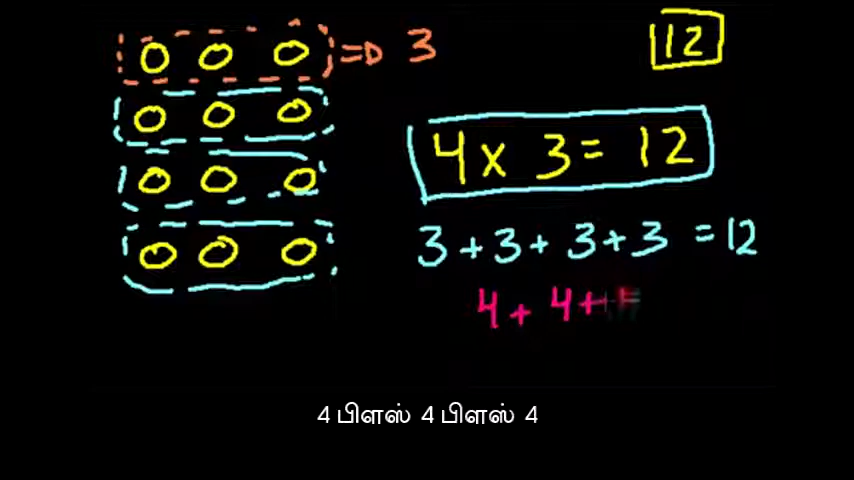 ⇒ 3
12
4 x 3 = 12
3 + 3 + 3 + 3 = 12
4 + 4 +
4 பிளஸ் 4 பிளஸ் 4